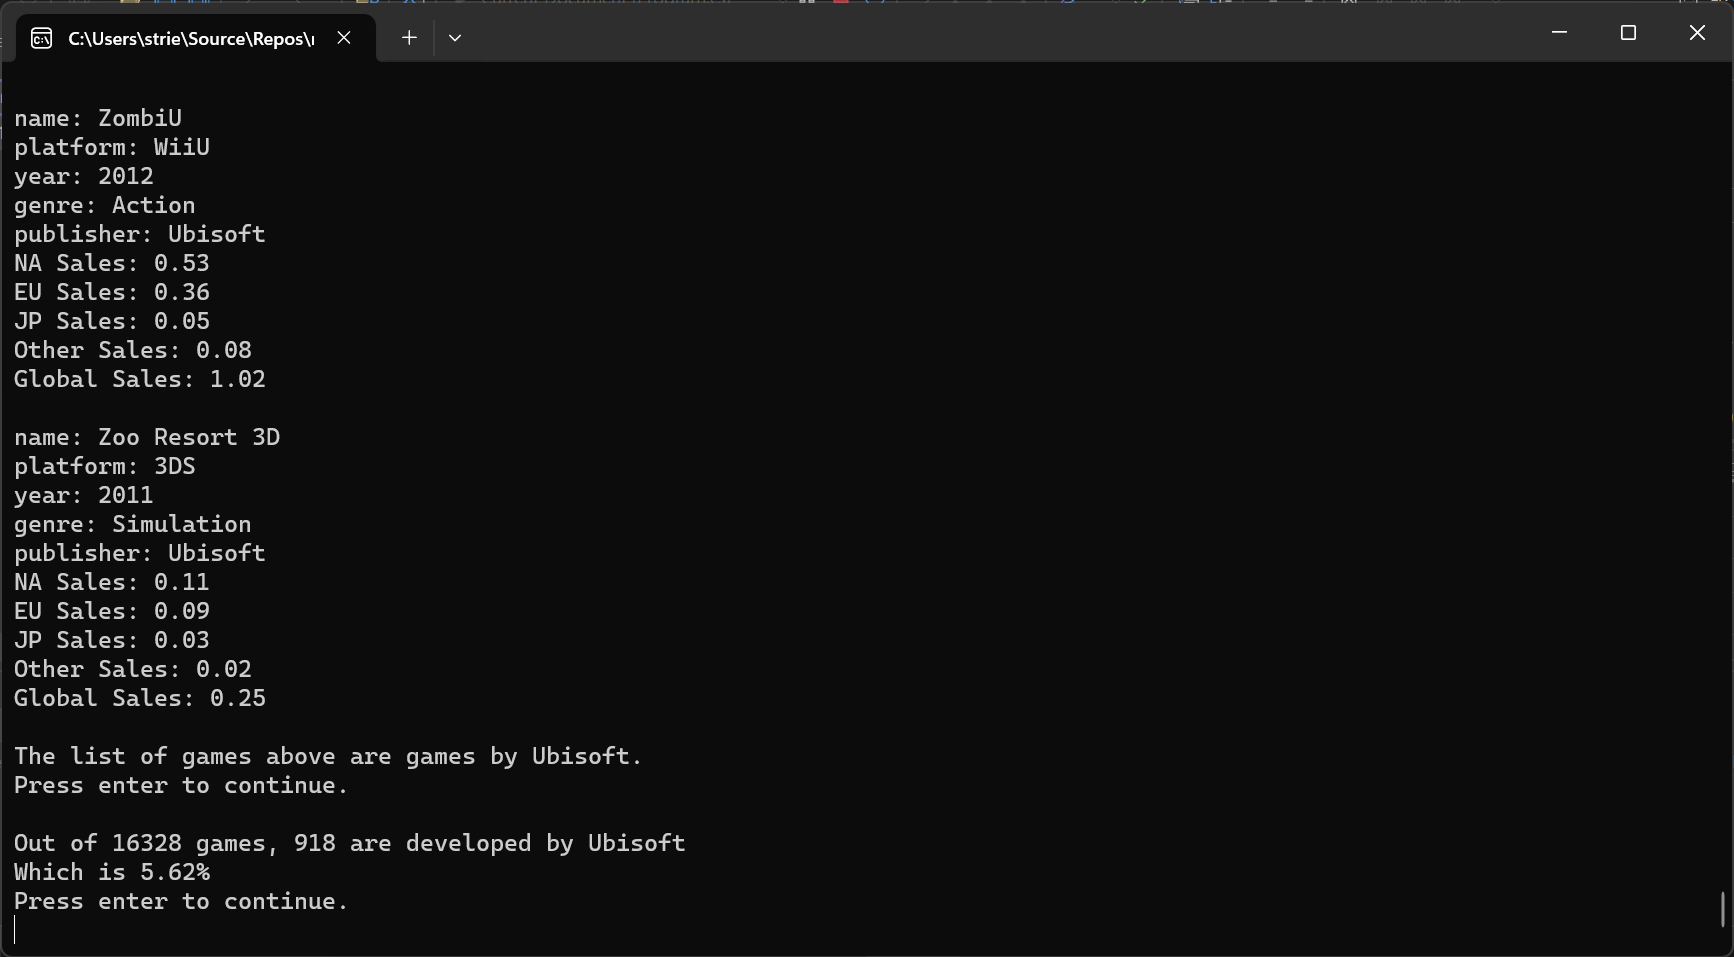 C:\Users\strie\Source\Repos\
name: ZombiU
platform: WiiU
year: 2012
genre: Action
publisher: Ubisoft
NA Sales: 0.53
EU Sales: 0.36
JP Sales: 0.05
Other Sales: 0.08
Global Sales: 1.02
name: Zoo Resort 3D
platform: 3DS
year: 2011
genre: Simulation
publisher: Ubisoft
NA Sales: 0.11
EU Sales: 0.09
JP Sales: 0.03
Other Sales: 0.02
Global Sales: 0.25
The list of games above are games by Ubisoft.
Press enter to continue.
Out of 16328 games, 918 are developed by Ubisoft
Which is 5.62%
Press enter to continue.